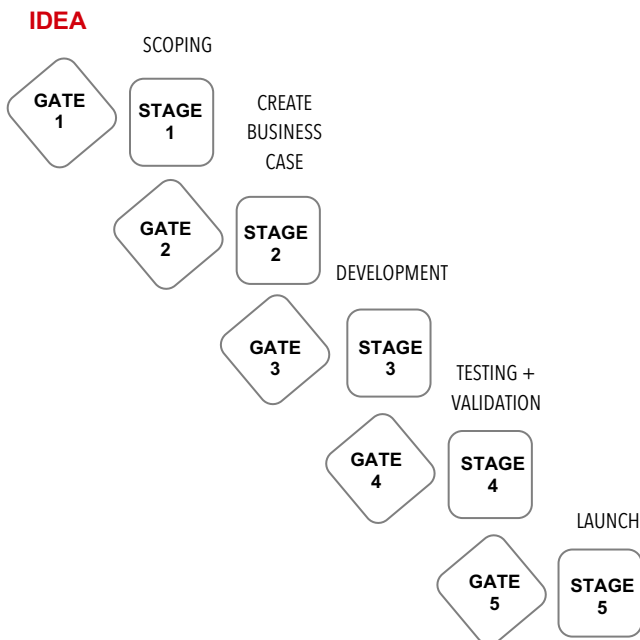 IDEA
SCOPING
GATE
1
STAGE
1
CREATE
BUSINESS
CASE
GATE
2
STAGE
2
DEVELOPMENT
GATE
3
STAGE
3
TESTING +
VALIDATION
GATE
4
STAGE
4
LAUNCH
GATE
5
STAGE
5